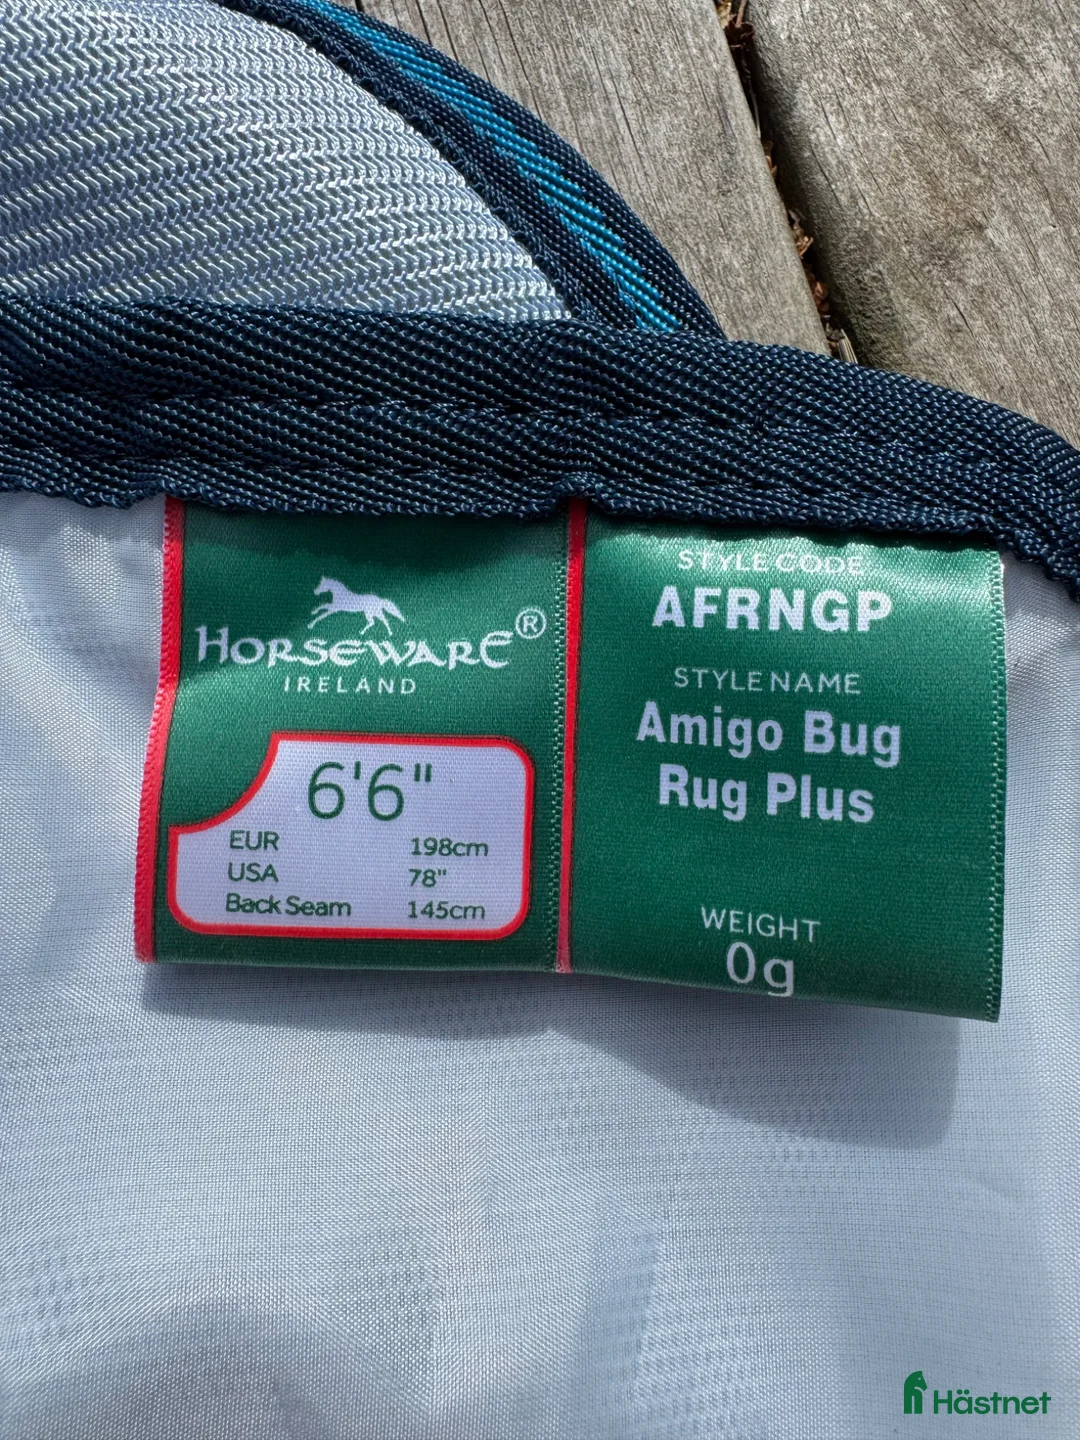 HORSEWARE®
IRELAND
6'6"
EUR 198cm
USA 78"
Back Seam 145cm
STYLE CODE
AFRNGP
STYLE NAME
Amigo Bug
Rug Plus
WEIGHT
0g
Hästnet